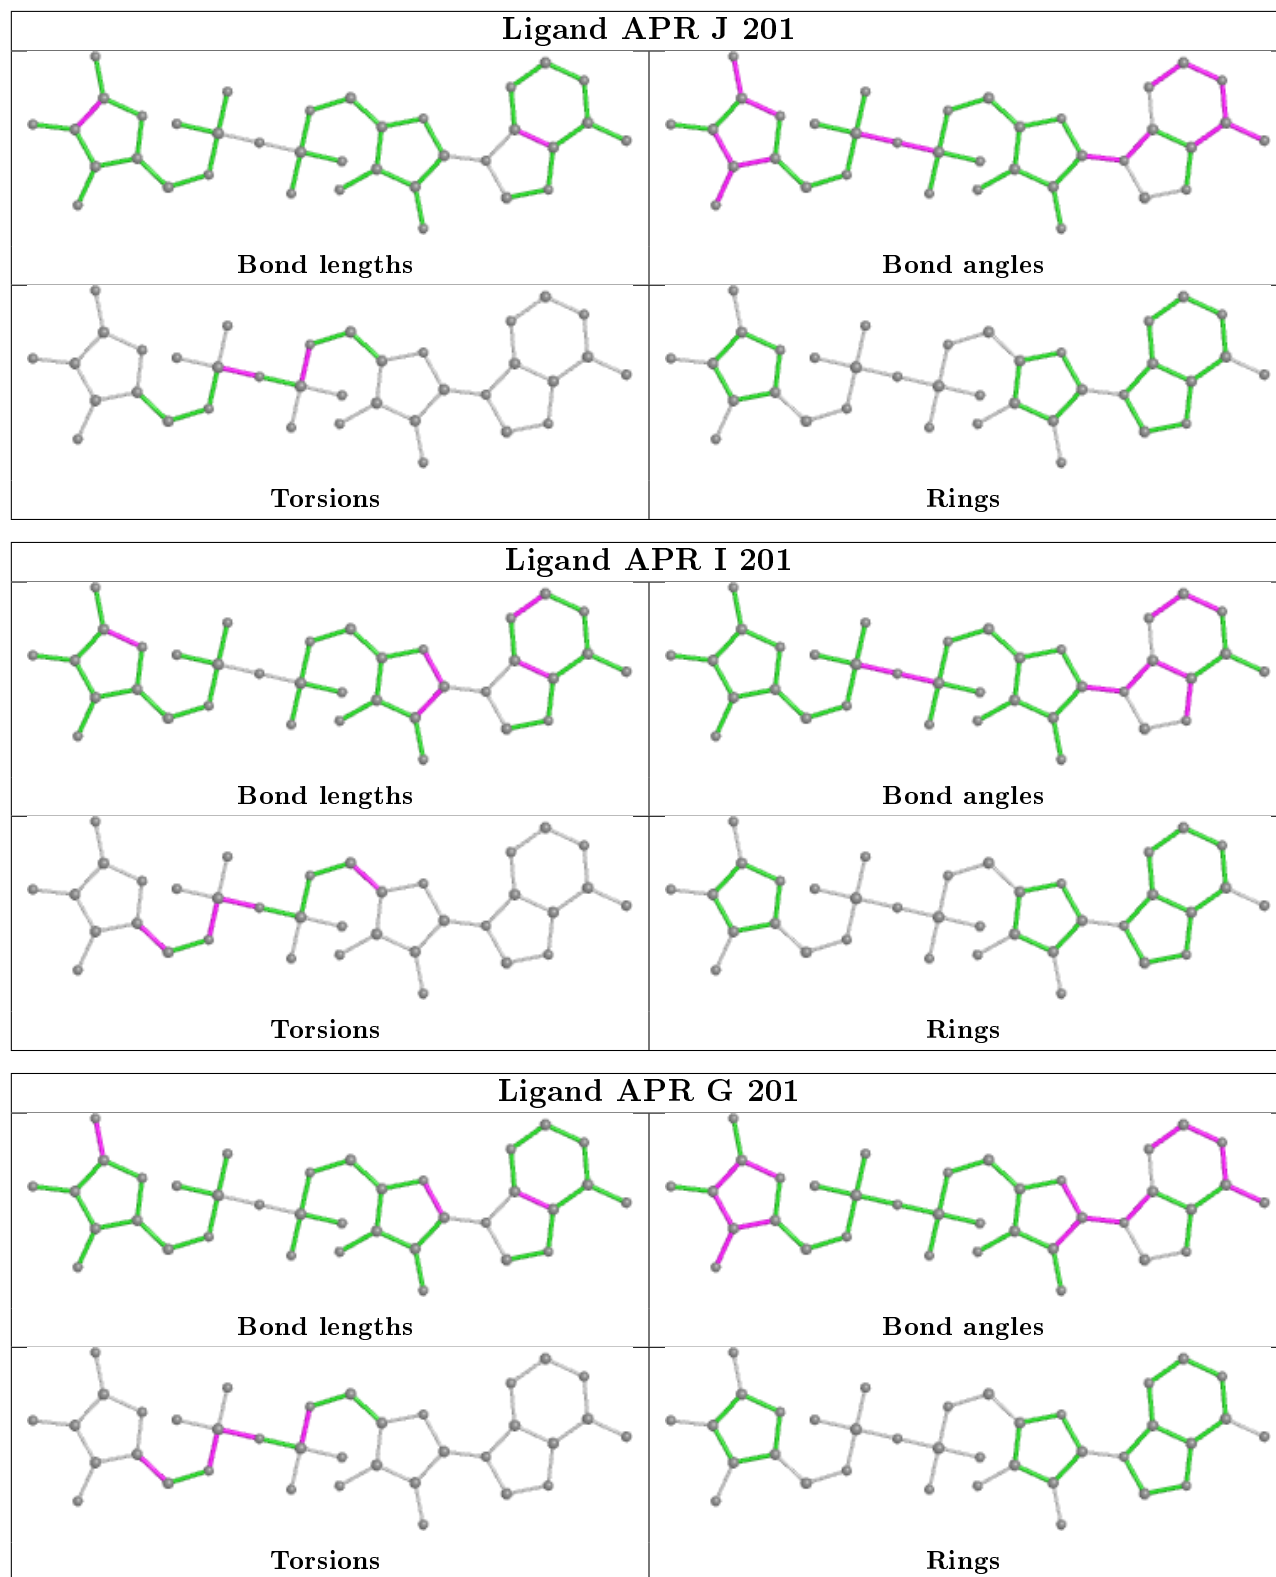 Ligand APR J 201
Bond lengths
Bond angles
Torsions
Rings
Ligand APR I 201
Bond lengths
Bond angles
Torsions
Rings
Ligand APR G 201
Bond lengths
Bond angles
Torsions
Rings